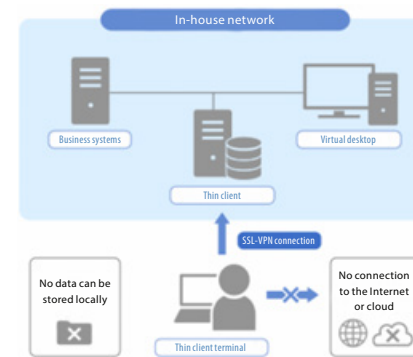 In-house network
Business systems
Virtual desktop
Thin client
SSL-VPN connection
No data can be
stored locally
No connection
to the Internet
or cloud
Thin client terminal